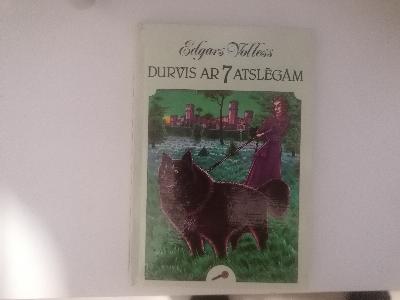 Edgars Volless
DURVIS AR 7 ATSLĒGĀM